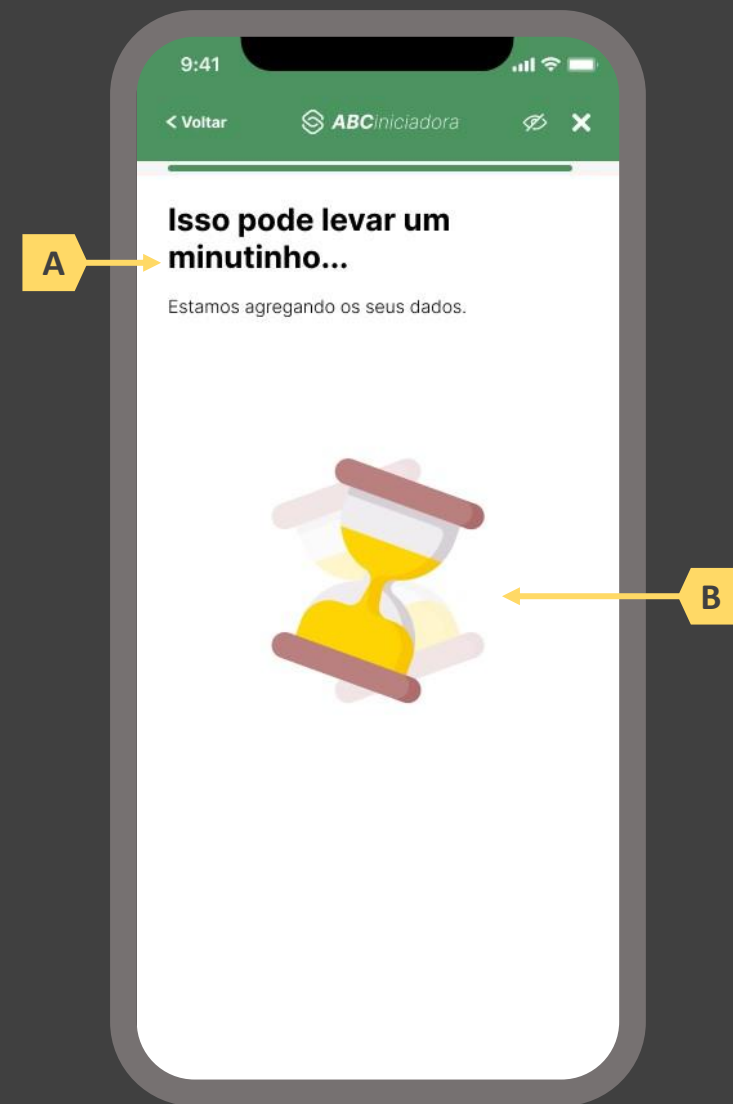 9:41
< Voltar
ABCiniciadora
Isso pode levar um
minutinho...
A
Estamos agregando os seus dados.
B